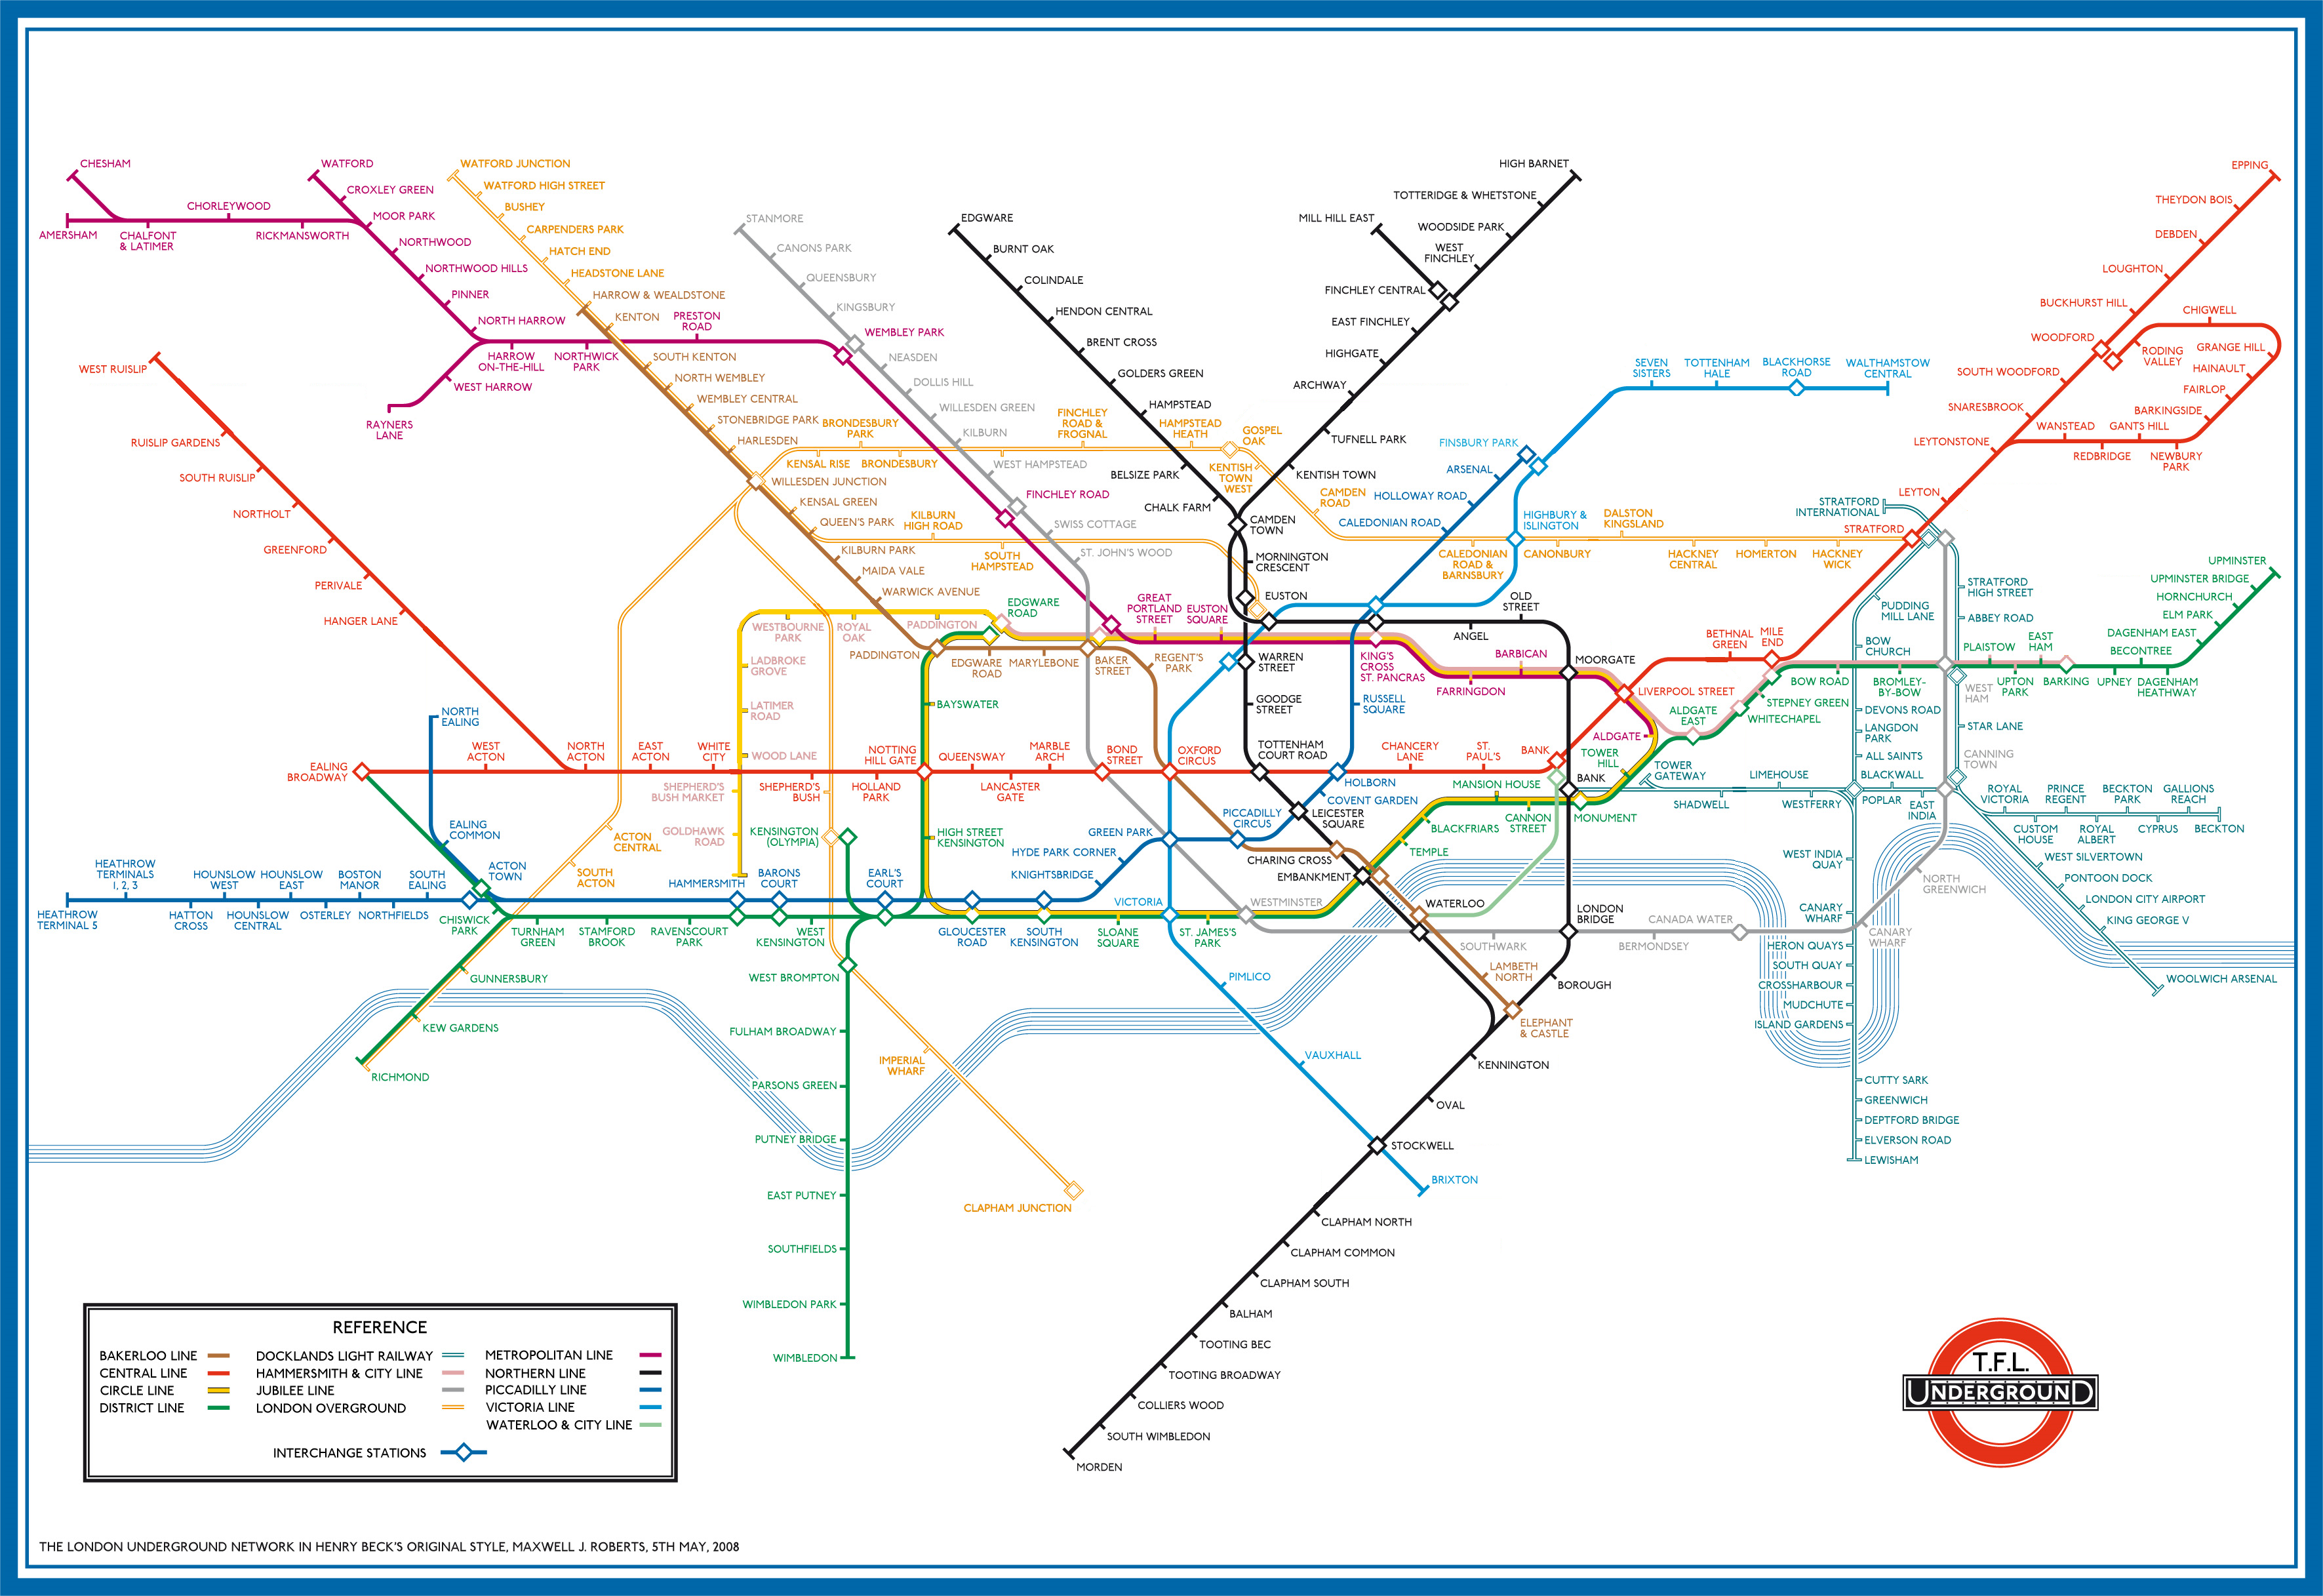 CHESHAM
WATFORD
WATFORD JUNCTION
HIGH BARNET
EPPING
CROXLEY GREEN
WATFORD HIGH STREET
TOTTERIDGE & WHETSTONE
THEYDON BOIS
CHORLEYWOOD
MOOR PARK
BUSHEY
STANMORE
EDGWARE
MILL HILL EAST
WOODSIDE PARK
AMERSHAM
CHALFONT
& LATIMER
RICKMANSWORTH
CARPENDERS PARK
NORTHWOOD
HATCH END
CANONS PARK
BURNT OAK
WEST
FINCHLEY
DEBDEN
NORTHWOOD HILLS
HEADSTONE LANE
QUEENSBURY
COLINDALE
FINCHLEY CENTRAL
LOUGHTON
PINNER
HARROW & WEALDSTONE
KINGSBURY
HENDON CENTRAL
BUCKHURST HILL
CHIGWELL
NORTH HARROW
KENTON
PRESTON
ROAD
WEMBLEY PARK
BRENT CROSS
EAST FINCHLEY
WOODFORD
RODING
VALLEY
GRANGE HILL
HARROW
ON-THE-HILL
NORTHWICK
PARK
SOUTH KENTON
NEASDEN
HIGHGATE
SEVEN
SISTERS
TOTTENHAM
HALE
BLACKHORSE
ROAD
WALTHAMSTOW
CENTRAL
WEST RUISLIP
WEST HARROW
NORTH WEMBLEY
DOLLIS HILL
GOLDERS GREEN
ARCHWAY
SOUTH WOODFORD
HAINAULT
RAYNERS
LANE
WEMBLEY CENTRAL
WILLESDEN GREEN
HAMPSTEAD
SNARESBROOK
FAIRLOP
BARKINGSIDE
STONEBRIDGE PARK
BRONDESBURY
PARK
KILBURN
FINCHLEY
ROAD &
FROGNAL
HAMPSTEAD
HEATH
GOSPEL
OAK
TUFNELL PARK
WANSTEAD
GANTS HILL
RUISLIP GARDENS
HARLESDEN
FINSBURY PARK
LEYTONSTONE
REDBRIDGE
NEWBURY
PARK
KENSAL RISE
BRONDESBURY
WEST HAMPSTEAD
BELSIZE PARK
KENTISH
TOWN
WEST
KENTISH TOWN
ARSENAL
SOUTH RUISLIP
WILLESDEN JUNCTION
FINCHLEY ROAD
CHALK FARM
CAMDEN
ROAD
HOLLOWAY ROAD
LEYTON
NORTHOLT
KENSAL GREEN
KILBURN
HIGH ROAD
SWISS COTTAGE
CAMDEN
TOWN
CALEDONIAN ROAD
HIGHBURY &
ISLINGTON
DALSTON
KINGSLAND
STRATFORD
INTERNATIONAL
STRATFORD
QUEEN'S PARK
GREENFORD
KILBURN PARK
SOUTH
HAMPSTEAD
ST. JOHN'S WOOD
MORNINGTON
CRESCENT
CALEDONIAN
ROAD &
BARNSBURY
CANONBURY
HACKNEY
CENTRAL
HOMERTON
HACKNEY
WICK
UPMINSTER
UPMINSTER BRIDGE
PERIVALE
MAIDA VALE
WARWICK AVENUE
EDGWARE
ROAD
GREAT
PORTLAND
STREET
EUSTON
SQUARE
EUSTON
OLD
STREET
PUDDING
MILL LANE
STRATFORD
HIGH STREET
HORNCHURCH
HANGER LANE
WESTBOURNE
PARK
ROYAL
OAK
PADDINGTON
ANGEL
ABBEY ROAD
ELM PARK
BETHNAL
GREEN
MILE
END
BOW
CHURCH
PLAISTOW
EAST
HAM
DAGENHAM EAST
BECONTREE
PADDINGTON
EDGWARE
ROAD
MARYLEBONE
BAKER
STREET
REGENT'S
PARK
WARREN
STREET
KING'S
CROSS
ST. PANCRAS
BARBICAN
MOORGATE
LADBROKE
GROVE
FARRINGDON
LIVERPOOL STREET
BOW ROAD
BROMLEY-
BY-BOW
WEST
HAM
UPTON
PARK
BARKING
UPNEY
DAGENHAM
HEATHWAY
BAYSWATER
GOODGE
STREET
RUSSELL
SQUARE
STEPNEY GREEN
WHITECHAPEL
LATIMER
ROAD
ALDGATE
EAST
DEVONS ROAD
NORTH
EALING
ALDGATE
LANGDON
PARK
STAR LANE
WEST
ACTON
NORTH
ACTON
EAST
ACTON
WHITE
CITY
WOOD LANE
NOTTING
HILL GATE
QUEENSWAY
MARBLE
ARCH
BOND
STREET
OXFORD
CIRCUS
TOTTENHAM
COURT ROAD
CHANCERY
LANE
ST.
PAUL'S
BANK
TOWER
HILL
ALL SAINTS
CANNING
TOWN
EALING
BROADWAY
SHEPHERD'S
BUSH MARKET
SHEPHERD'S
BUSH
HOLLAND
PARK
LANCASTER
GATE
HOLBORN
MANSION HOUSE
BANK
TOWER
GATEWAY
LIMEHOUSE
BLACKWALL
SHADWELL
WESTFERRY
POPLAR
EAST
INDIA
ROYAL
VICTORIA
PRINCE
REGENT
BECKTON
PARK
GALLIONS
REACH
COVENT GARDEN
CANNON
STREET
MONUMENT
EALING
COMMON
ACTON
CENTRAL
GOLDHAWK
ROAD
KENSINGTON
(OLYMPIA)
HIGH STREET
KENSINGTON
GREEN PARK
PICCADILLY
CIRCUS
LEICESTER
SQUARE
BLACKFRIARS
CUSTOM
HOUSE
ROYAL
ALBERT
CYPRUS
BECKTON
HYDE PARK CORNER
CHARING CROSS
TEMPLE
WEST INDIA
QUAY
WEST SILVERTOWN
HEATHROW
TERMINALS
1, 2, 3
HOUNSLOW
WEST
HOUNSLOW
EAST
BOSTON
MANOR
SOUTH
EALING
ACTON
TOWN
SOUTH
ACTON
HAMMERSMITH
BARONS
COURT
EARL'S
COURT
KNIGHTSBRIDGE
EMBANKMENT
NORTH
GREENWICH
PONTOON DOCK
HEATHROW
TERMINAL 5
HATTON
CROSS
HOUNSLOW
CENTRAL
OSTERLEY
NORTHFIELDS
CHISWICK
PARK
VICTORIA
WESTMINSTER
WATERLOO
LONDON
BRIDGE
CANADA WATER
CANARY
WHARF
LONDON CITY AIRPORT
KING GEORGE V
TURNHAM
GREEN
STAMFORD
BROOK
RAVENSCOURT
PARK
WEST
KENSINGTON
GLOUCESTER
ROAD
SOUTH
KENSINGTON
SLOANE
SQUARE
ST. JAMES'S
PARK
SOUTHWARK
BERMONDSEY
CANARY
WHARF
HERON QUAYS
GUNNERSBURY
WEST BROMPTON
PIMLICO
LAMBETH
NORTH
BOROUGH
SOUTH QUAY
CROSSHARBOUR
WOOLWICH ARSENAL
MUDCHUTE
KEW GARDENS
FULHAM BROADWAY
ELEPHANT
& CASTLE
ISLAND GARDENS
RICHMOND
IMPERIAL
WHARF
VAUXHALL
KENNINGTON
PARSONS GREEN
CUTTY SARK
OVAL
GREENWICH
PUTNEY BRIDGE
STOCKWELL
DEPTFORD BRIDGE
ELVERSON ROAD
LEWISHAM
EAST PUTNEY
CLAPHAM JUNCTION
BRIXTON
CLAPHAM NORTH
SOUTHFIELDS
CLAPHAM COMMON
CLAPHAM SOUTH
WIMBLEDON PARK
BALHAM
TOOTING BEC
WIMBLEDON
TOOTING BROADWAY
COLLIERS WOOD
SOUTH WIMBLEDON
MORDEN
REFERENCE
BAKERLOO LINE
CENTRAL LINE
CIRCLE LINE
DISTRICT LINE
DOCKLANDS LIGHT RAILWAY
HAMMERSMITH & CITY LINE
JUBILEE LINE
LONDON OVERGROUND
METROPOLITAN LINE
NORTHERN LINE
PICCADILLY LINE
VICTORIA LINE
WATERLOO & CITY LINE
INTERCHANGE STATIONS
T.F.L.
UNDERGROUND
THE LONDON UNDERGROUND NETWORK IN HENRY BECK'S ORIGINAL STYLE, MAXWELL J. ROBERTS, 5TH MAY, 2008